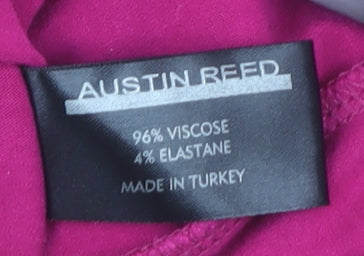 AUSTIN REED
96% VISCOSE
4% ELASTANE
MADE IN TURKEY